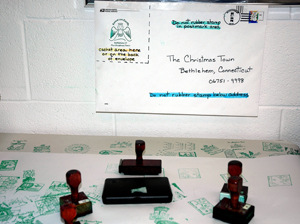 Do not rubber stamp
in postmark area
Cachet area: here
or on the back
of envelope
The Christmas Town
Bethlehem, Connecticut
06751-9998
Do not rubber stamp below address